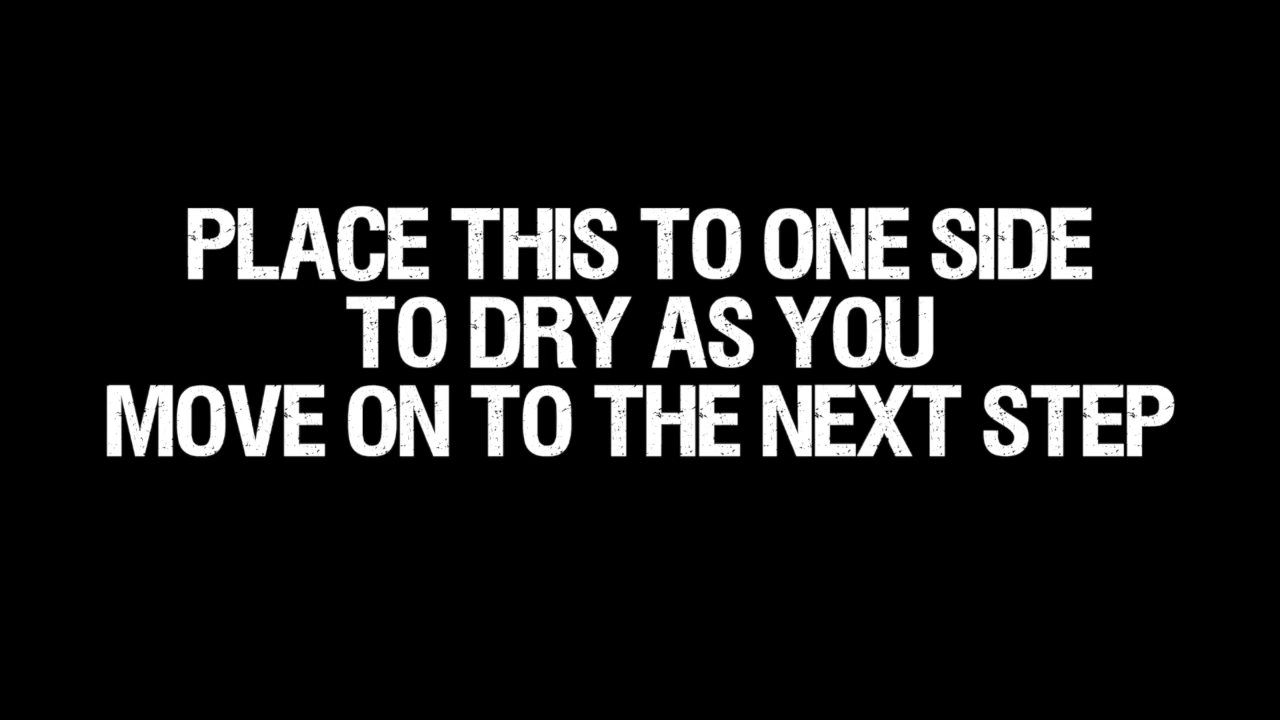 PLACE THIS TO ONE SIDE
TO DRY AS YOU
MOVE ON TO THE NEXT STEP